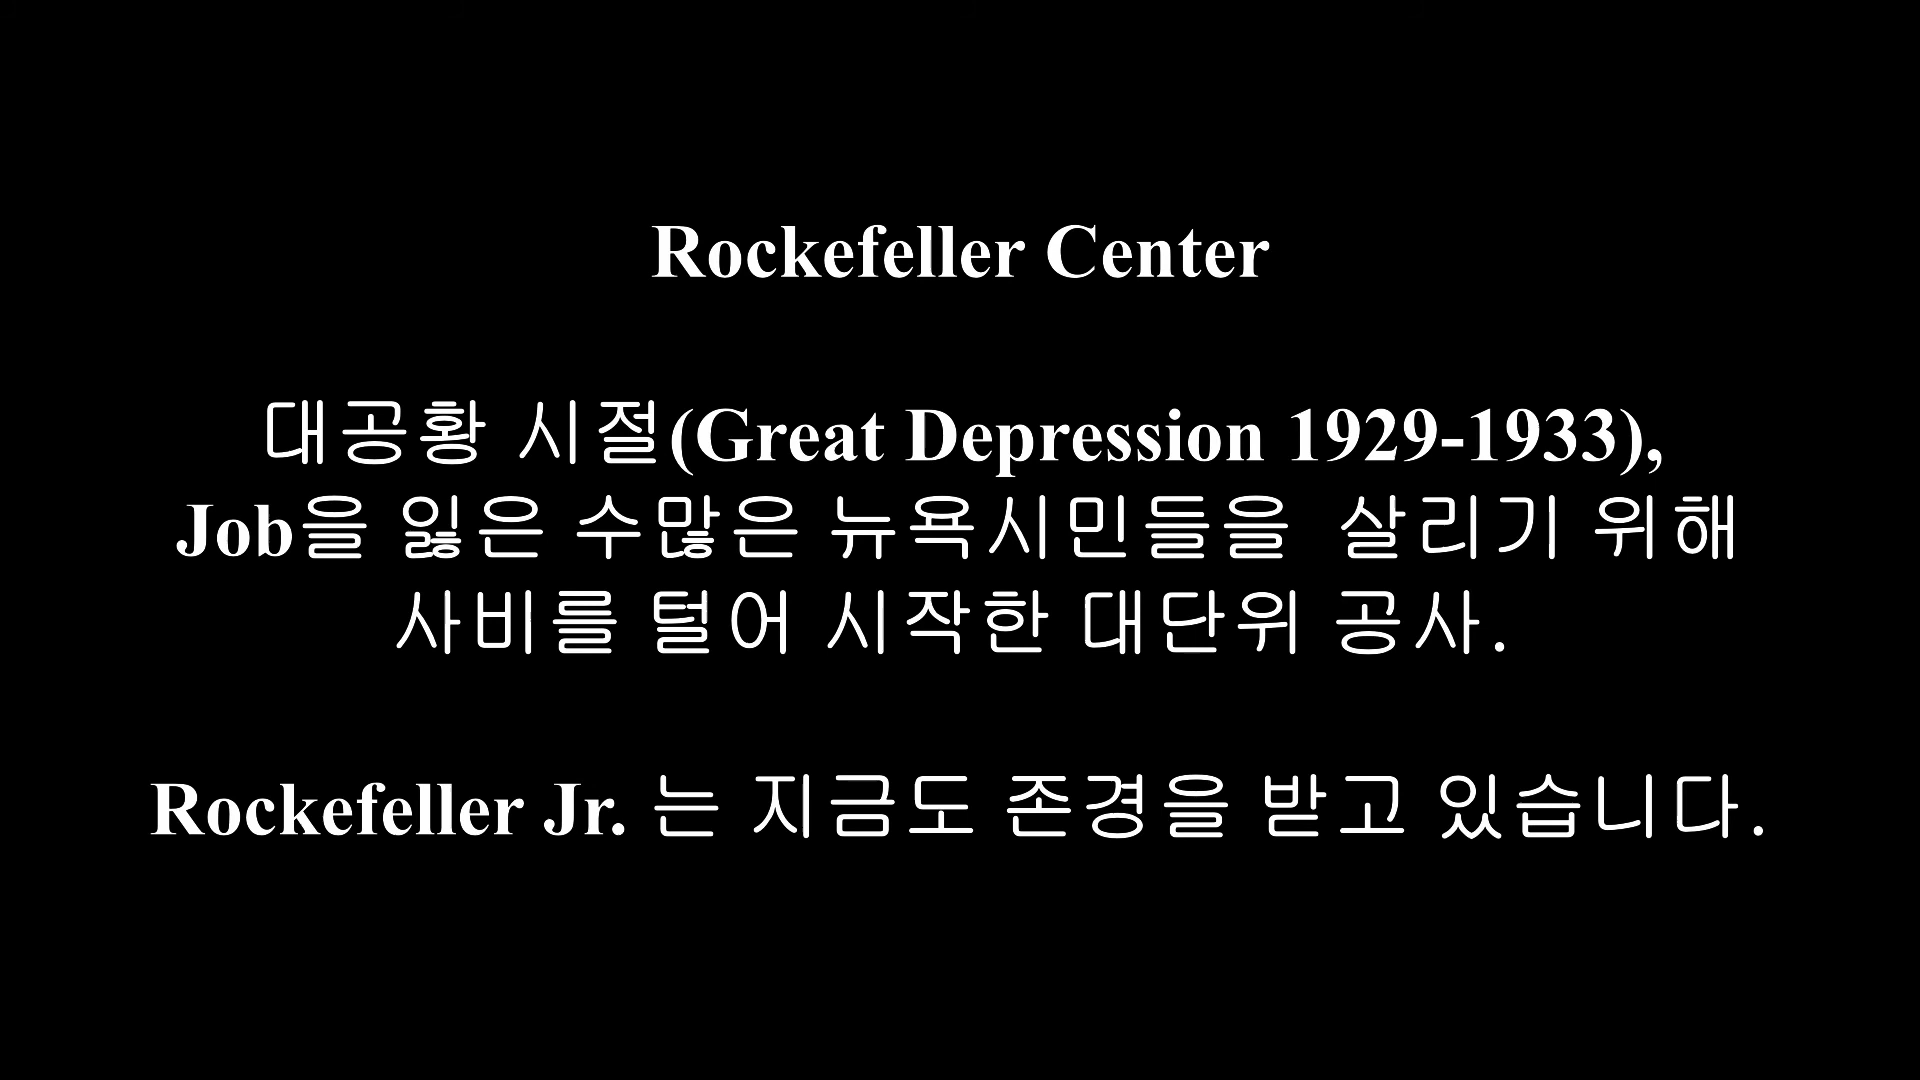 Rockefeller Center
대공황 시절(Great Depression 1929-1933),
Job을 잃은 수많은 뉴욕시민들을 살리기 위해
사비를 털어 시작한 대단위 공사.
Rockefeller Jr. 는 지금도 존경을 받고 있습니다.